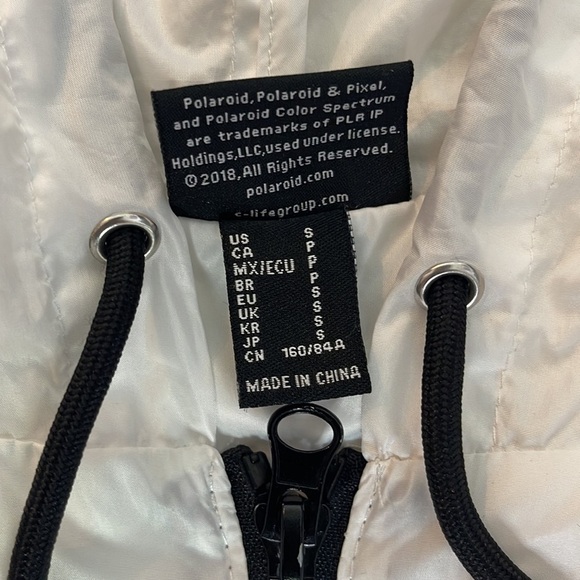 Polaroid, Polaroid & Pixel,
and Polaroid Color Spectrum
are trademarks of PLR IP
Holdings,LLC,used under license.
©2018,All Rights Reserved.
polaroid.com
c-lifegroup.com
US S
CA P
MX/ECU P
BR P
EU S
UK S
KR S
JP S
CN 160/84A
MADE IN CHINA